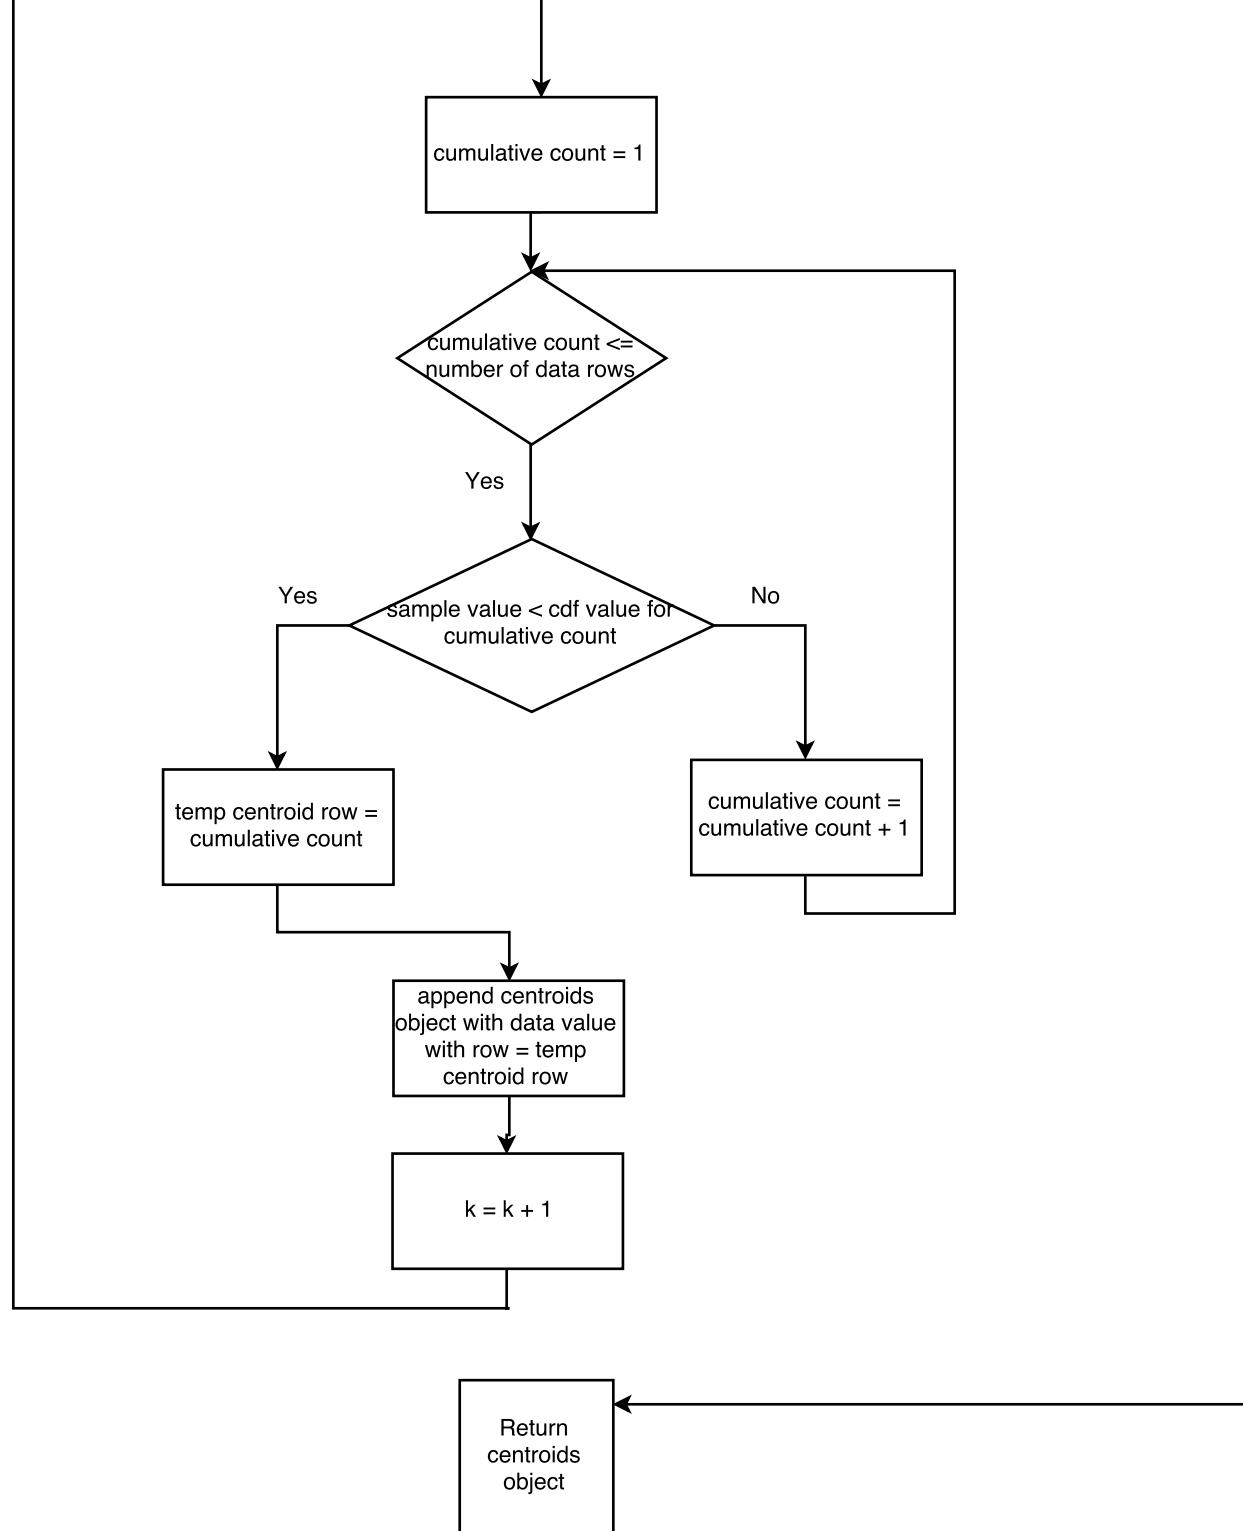 cumulative count = 1
cumulative count <=
number of data rows
Yes
Yes
sample value < cdf value for
cumulative count
No
temp centroid row =
cumulative count
cumulative count =
cumulative count + 1
append centroids
object with data value
with row = temp
centroid row
k = k + 1
Return
centroids
object